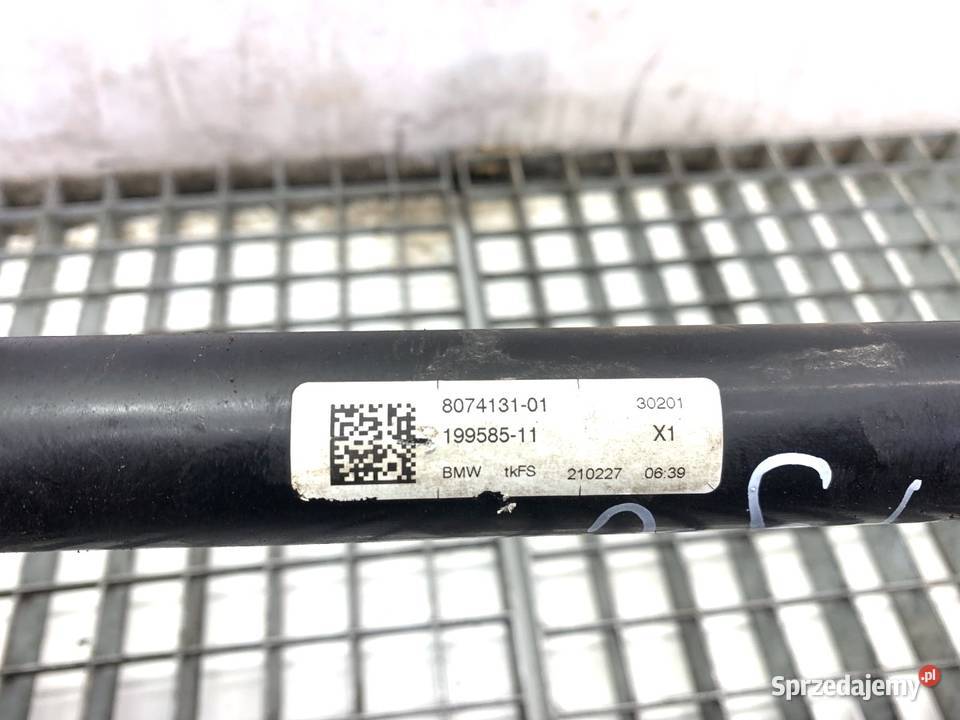 8074131-01 30201
199585-11 X1
BMW tkFS 210227 06:39
Sprzedajemy.pl